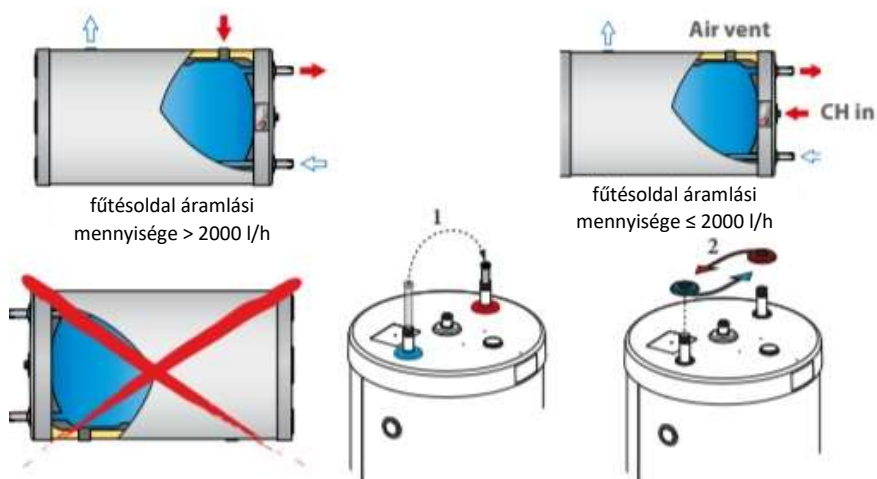 Air vent
CH in
fűtésoldal áramlási
mennyisége > 2000 l/h
fűtésoldal áramlási
mennyisége ≤ 2000 l/h
1
2